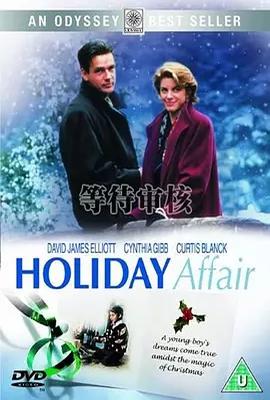 AN ODYSSEY BEST SELLER
等待审核
DAVID JAMES ELLIOTT CYNTHIA GIBB CURTIS BLANCK
HOLIDAY Affair
A young boy's
dreams come true
amidst the magic
of Christmas
DVD
VIDEO
U